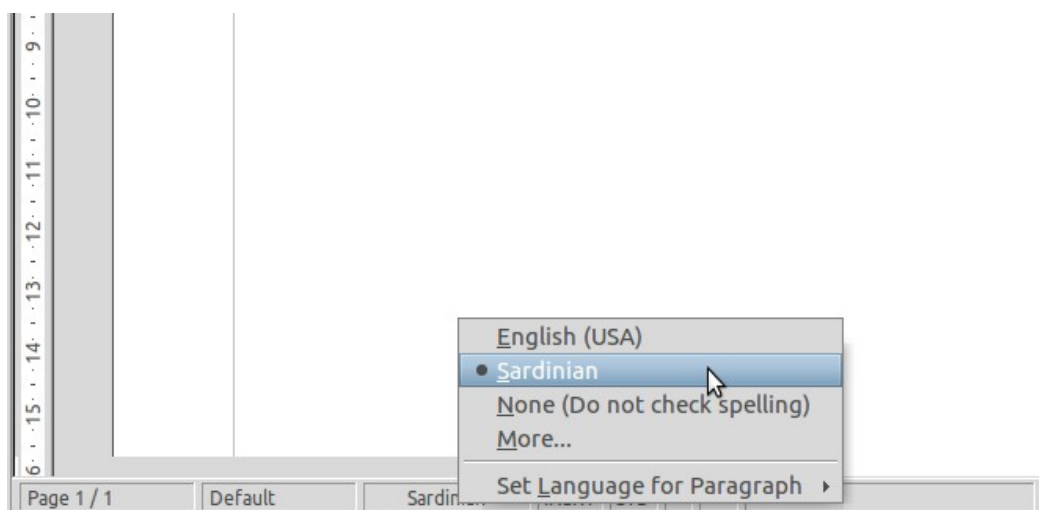 9
10
11
12
13
14
15
English (USA)
Sardinian
None (Do not check spelling)
More...
Set Language for Paragraph
Page 1 / 1
Default